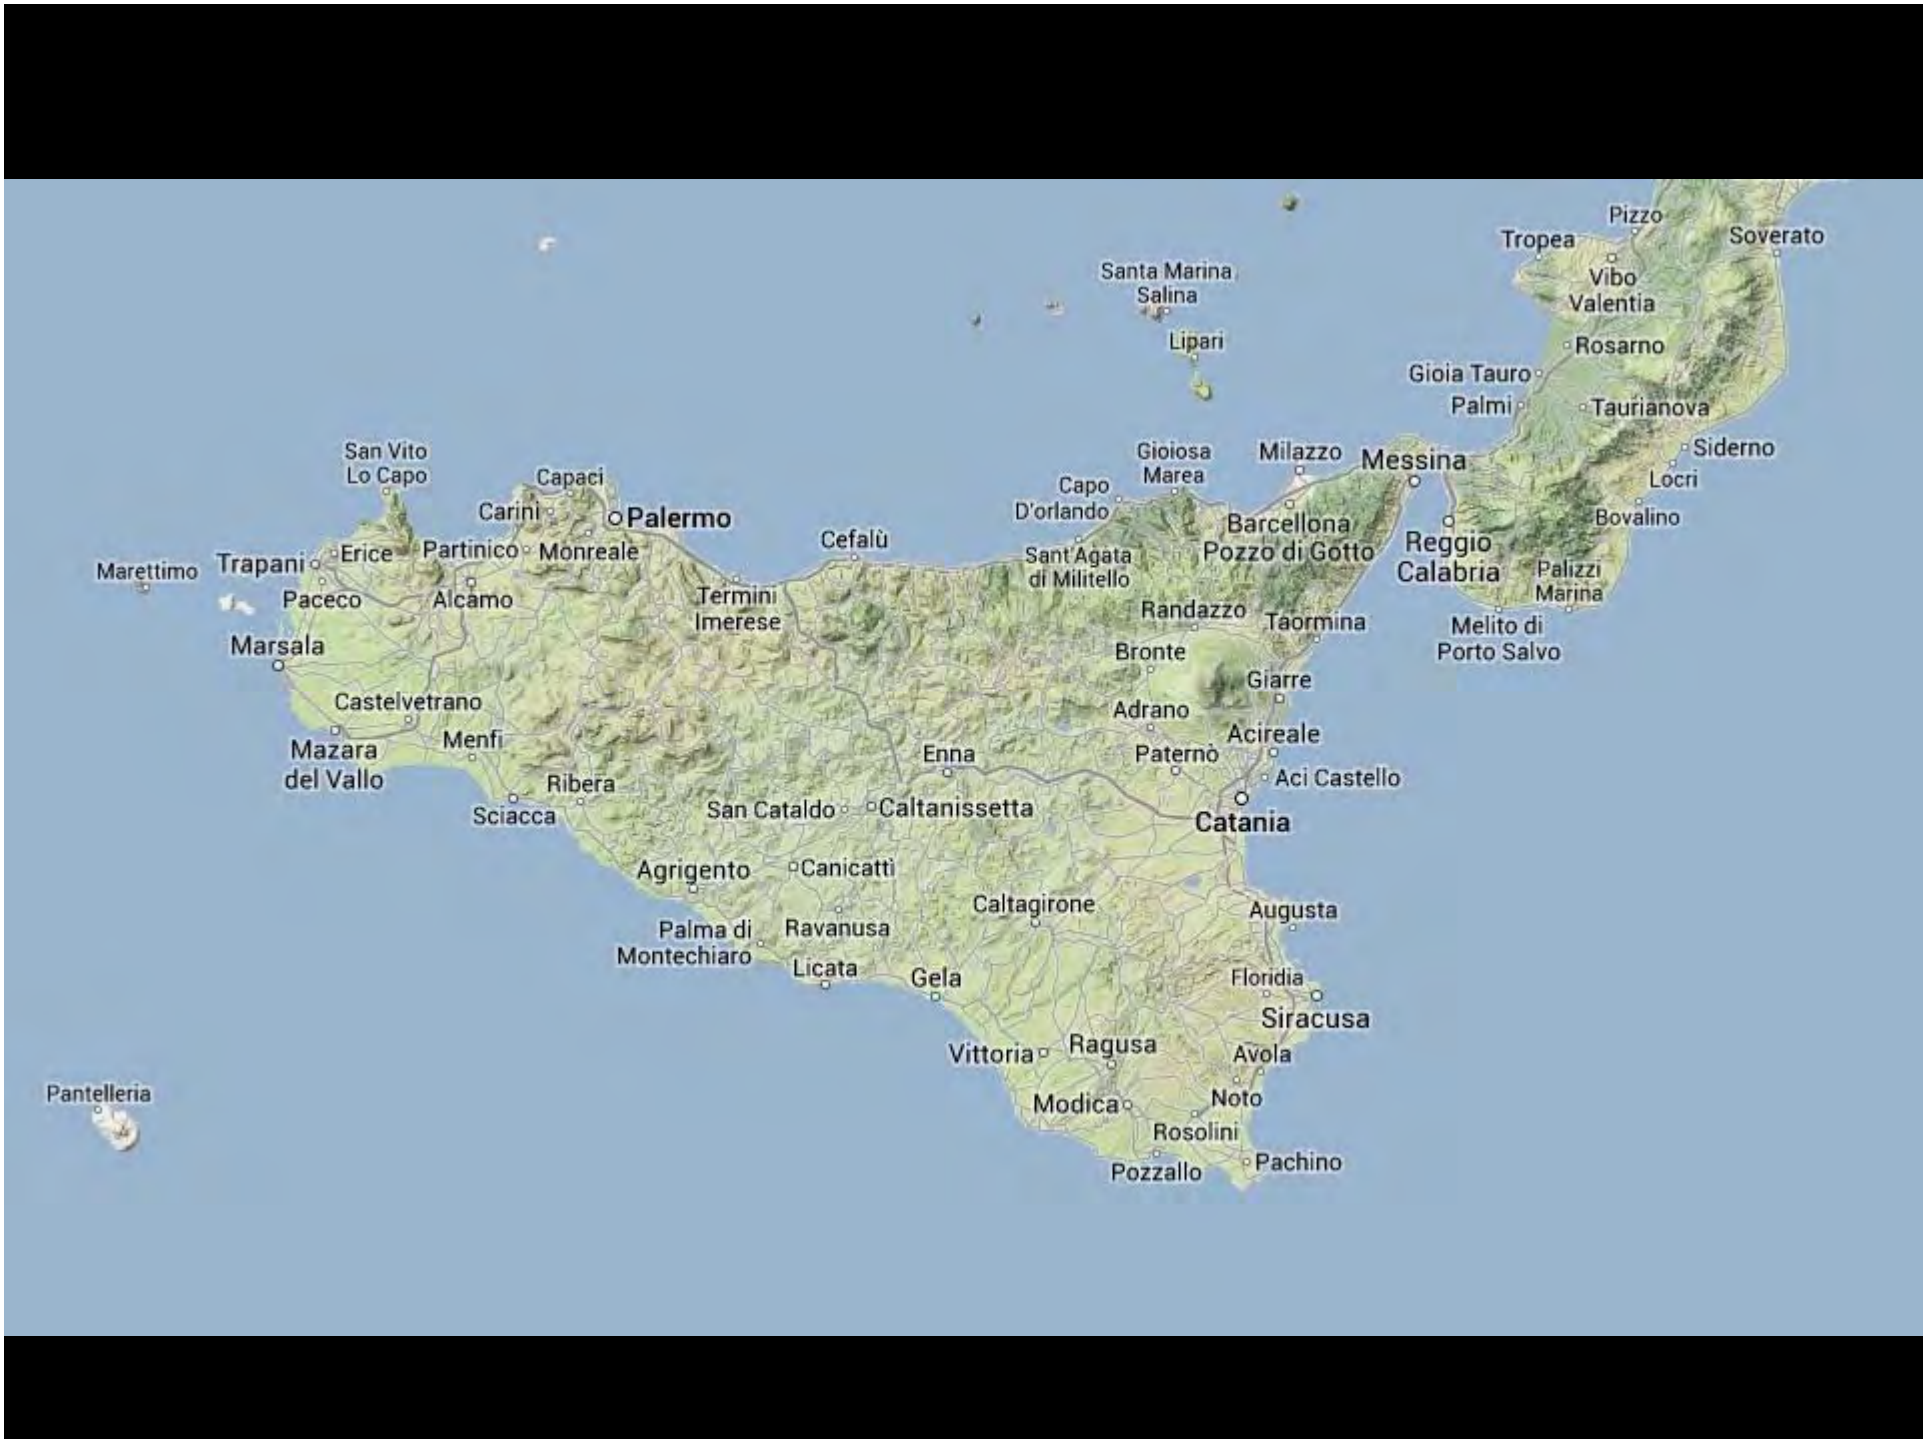 Pizzo
Tropea
Soverato
Vibo
Valentia
Santa Marina
Salina
Lipari
Rosarno
Gioia Tauro
Palmi
Taurianova
San Vito
Lo Capo
Capaci
Gioiosa
Marea
Milazzo
Messina
Siderno
Locri
Capo
D'orlando
Carini
Palermo
Barcellona
Pozzo di Gotto
Bovalino
Reggio
Calabria
Trapani
Erice
Partinico
Monreale
Cefalù
Sant'Agata
di Militello
Marettimo
Palizzi
Marina
Paceco
Alcamo
Termini
Imerese
Randazzo
Taormina
Melito di
Porto Salvo
Marsala
Bronte
Giarre
Castelvetrano
Adrano
Acireale
Mazara
del Vallo
Menfi
Enna
Paternò
Aci Castello
Ribera
Sciacca
San Cataldo
Caltanissetta
Catania
Agrigento
Canicattì
Caltagirone
Augusta
Palma di
Montechiaro
Ravanusa
Licata
Gela
Floridia
Siracusa
Vittoria
Ragusa
Avola
Pantelleria
Modica
Noto
Rosolini
Pozzallo
Pachino